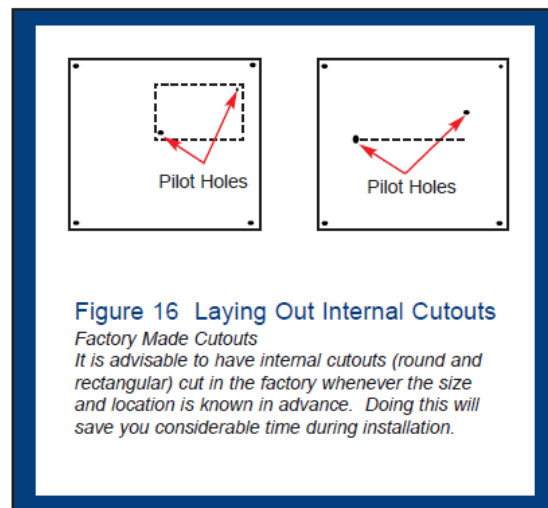 Pilot Holes
Pilot Holes
Figure 16  Laying Out Internal Cutouts
Factory Made Cutouts
It is advisable to have internal cutouts (round and
rectangular) cut in the factory whenever the size
and location is known in advance.  Doing this will
save you considerable time during installation.